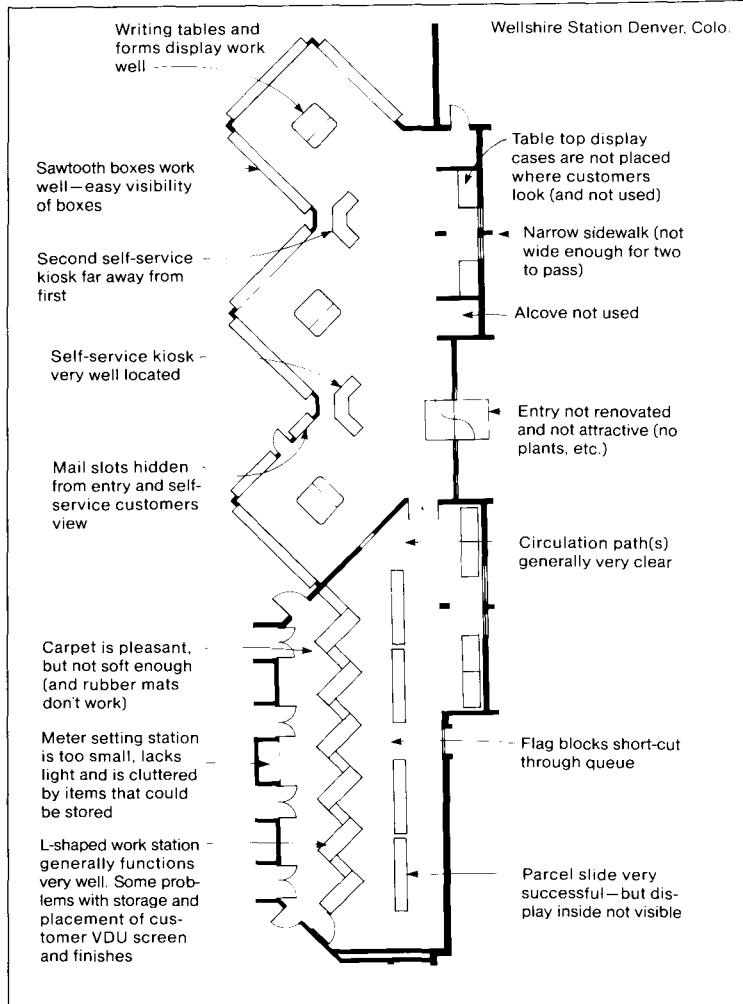 Wellshire Station Denver, Colo.
Writing tables and
forms display work
well
Sawtooth boxes work
well—easy visibility
of boxes
Second self-service
kiosk far away from
first
Self-service kiosk
very well located
Mail slots hidden
from entry and self-
service customers
view
Carpet is pleasant,
but not soft enough
(and rubber mats
don't work)
Meter setting station
is too small, lacks
light and is cluttered
by items that could
be stored
L-shaped work station
generally functions
very well. Some prob-
lems with storage and
placement of cus-
tomer VDU screen
and finishes
Table top display
cases are not placed
where customers
look (and not used)
Narrow sidewalk (not
wide enough for two
to pass)
Alcove not used
Entry not renovated
and not attractive (no
plants, etc.)
Circulation path(s)
generally very clear
Flag blocks short-cut
through queue
Parcel slide very
successful—but dis-
play inside not visible